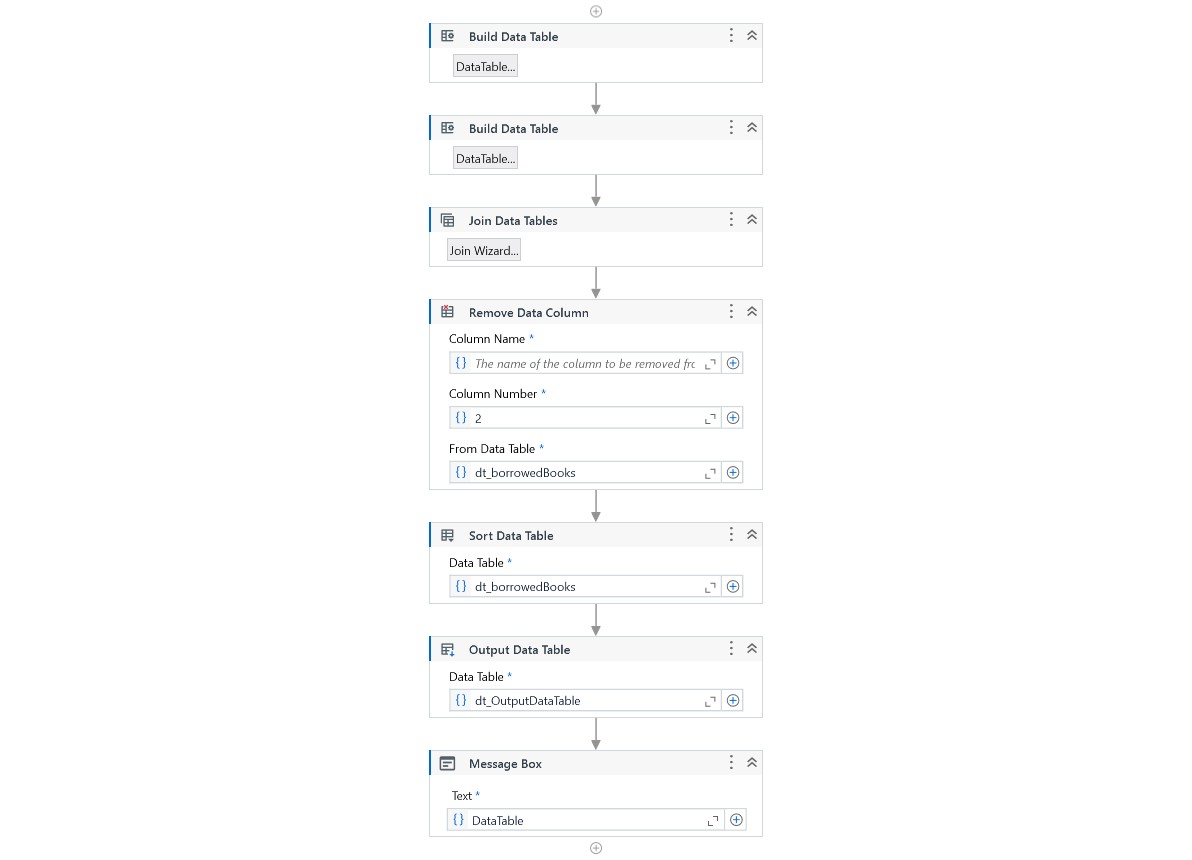 Build Data Table
DataTable...
Build Data Table
DataTable...
Join Data Tables
Join Wizard...
Remove Data Column
Column Name *
{} The name of the column to be removed frc
Column Number *
{} 2
From Data Table *
{} dt_borrowedBooks
Sort Data Table
Data Table *
{} dt_borrowedBooks
Output Data Table
Data Table *
{} dt_OutputDataTable
Message Box
Text *
{} DataTable